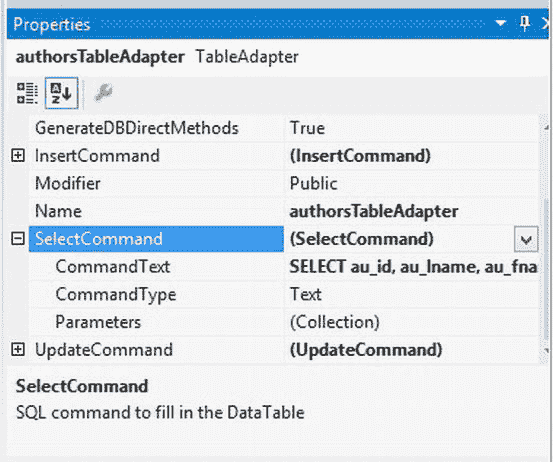 Properties
authorsTableAdapter TableAdapter
GenerateDBDirectMethods True
InsertCommand (InsertCommand)
Modifier Public
Name authorsTableAdapter
SelectCommand (SelectCommand)
CommandText SELECT au_id, au_lname, au_fna
CommandType Text
Parameters (Collection)
UpdateCommand (UpdateCommand)
SelectCommand
SQL command to fill in the DataTable